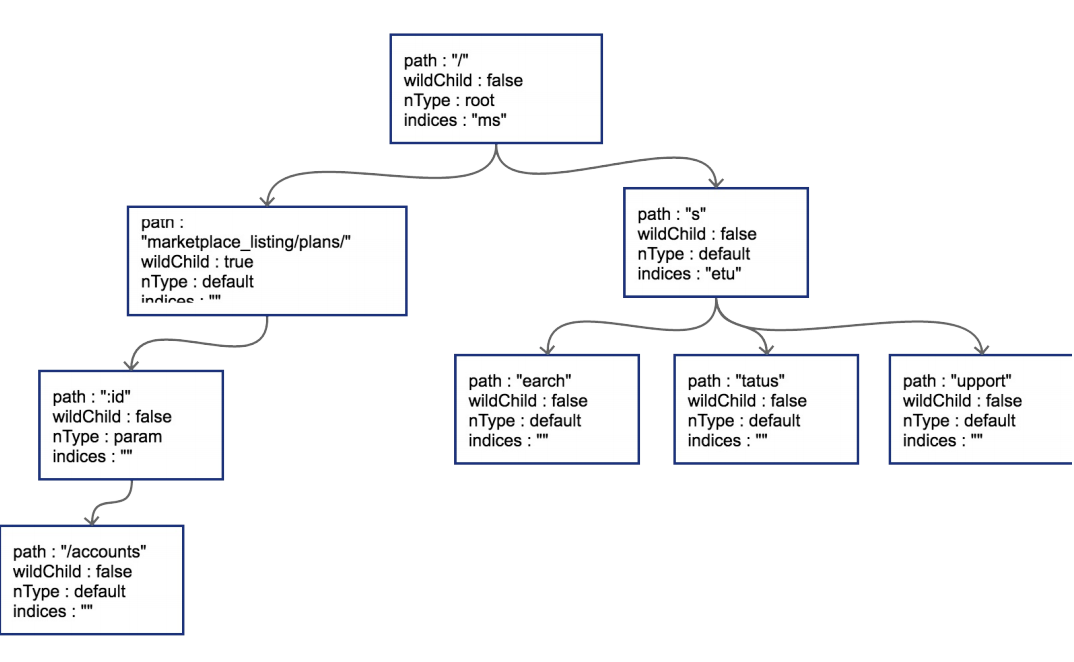 path : "/"
wildChild : false
nType : root
indices : "ms"
path :
"marketplace_listing/plans/"
wildChild : true
nType : default
indices : ""
path : "s"
wildChild : false
nType : default
indices : "etu"
path : ":id"
wildChild : false
nType : param
indices : ""
path : "earch"
wildChild : false
nType : default
indices : ""
path : "tatus"
wildChild : false
nType : default
indices : ""
path : "upport"
wildChild : false
nType : default
indices : ""
path : "/accounts"
wildChild : false
nType : default
indices : ""